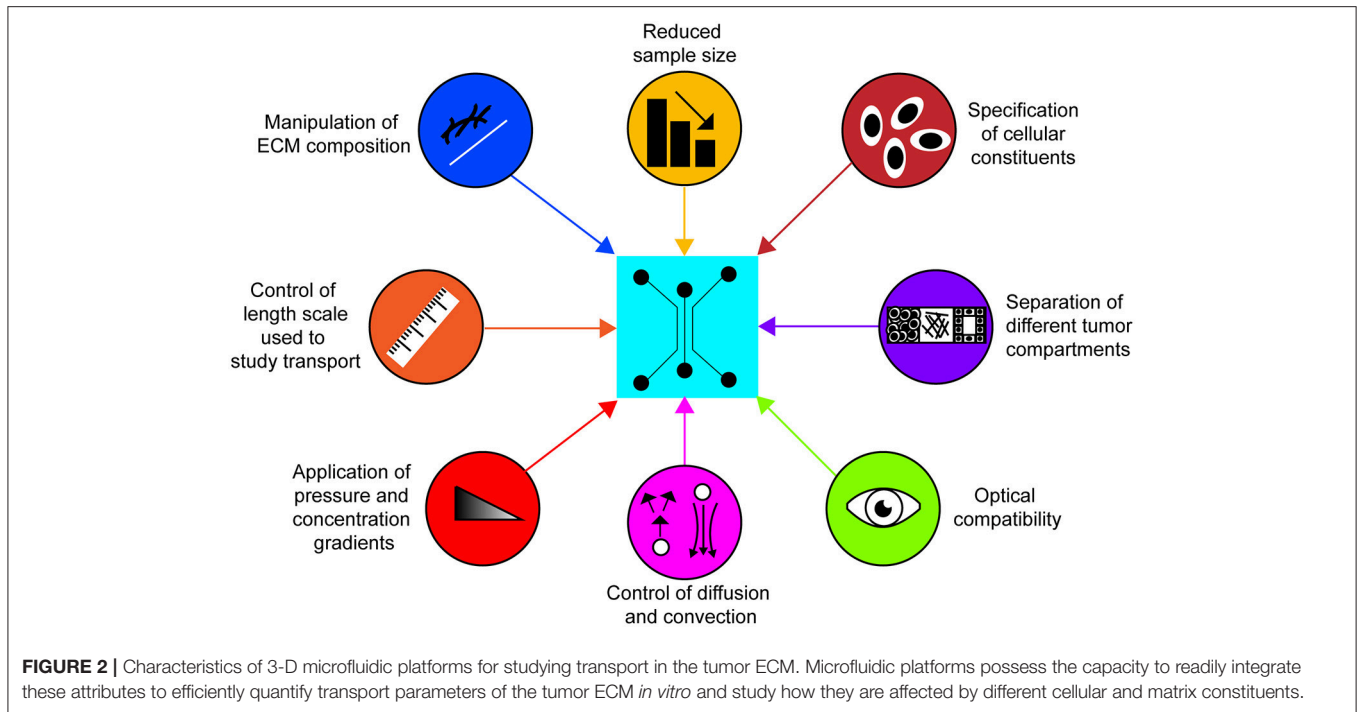 Reduced
sample size
Manipulation of
ECM composition
Specification
of cellular
constituents
Control of
length scale
used to
study transport
Separation of
different tumor
compartments
Application of
pressure and
concentration
gradients
Optical
compatibility
Control of diffusion
and convection
FIGURE 2 | Characteristics of 3-D microfluidic platforms for studying transport in the tumor ECM. Microfluidic platforms possess the capacity to readily integrate
these attributes to efficiently quantify transport parameters of the tumor ECM in vitro and study how they are affected by different cellular and matrix constituents.